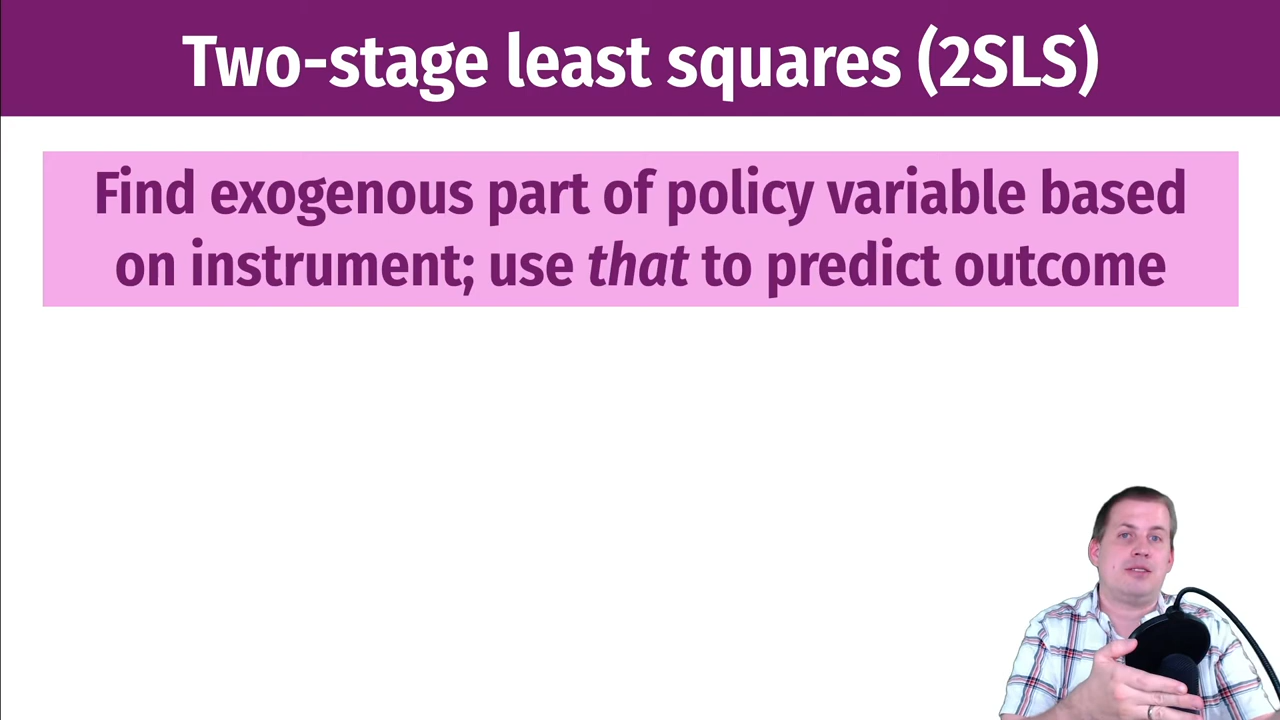 Two-stage least squares (2SLS)
Find exogenous part of policy variable based
on instrument; use that to predict outcome